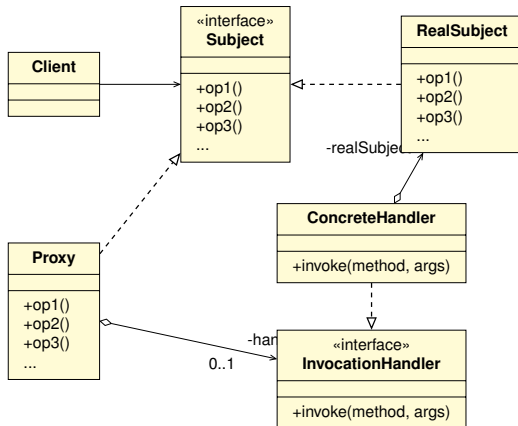 «interface»
Subject
+op1()
+op2()
+op3()
...
RealSubject
+op1()
+op2()
+op3()
...
Client
-realSubjec
ConcreteHandler
+invoke(method, args)
Proxy
+op1()
+op2()
+op3()
...
-han
0..1
«interface»
InvocationHandler
+invoke(method, args)